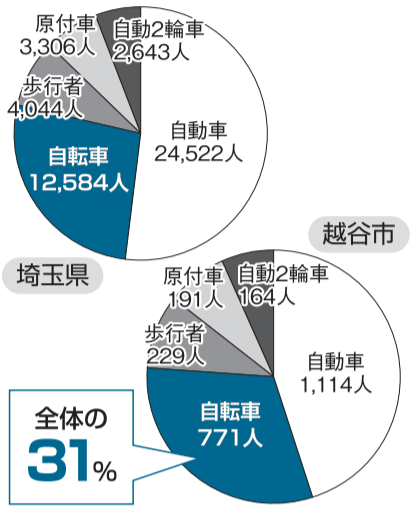 原付車
3,306人
自動2輪車
2,643人
歩行者
4,044人
自動車
24,522人
自転車
12,584人
埼玉県
越谷市
原付車
191人
自動2輪車
164人
歩行者
229人
自動車
1,114人
自転車
771人
全体の
31%